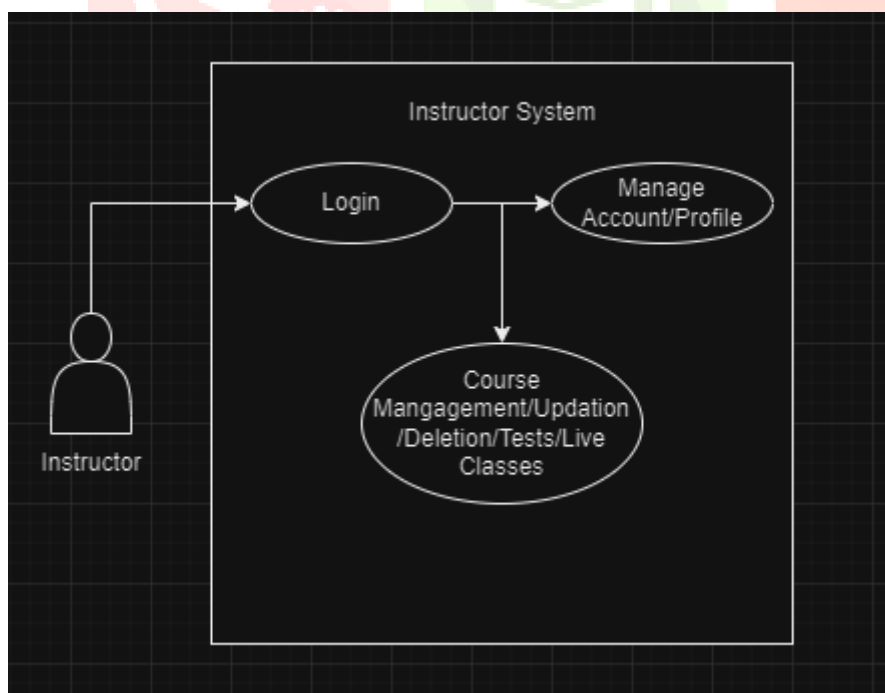 Instructor System
Login
Manage
Account/Profile
Course
Mangagement/Updation
/Deletion/Tests/Live
Classes
Instructor